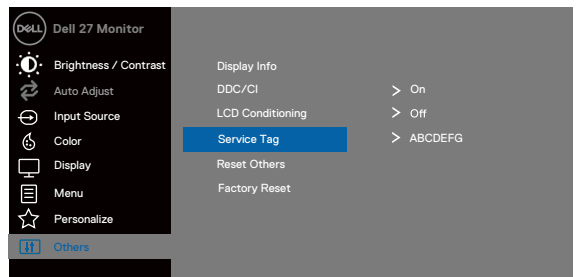 DELL Dell 27 Monitor
Brightness / Contrast
Auto Adjust
Input Source
Color
Display
Menu
Personalize
Others
Display Info
DDC/CI > On
LCD Conditioning > Off
Service Tag > ABCDEFG
Reset Others
Factory Reset